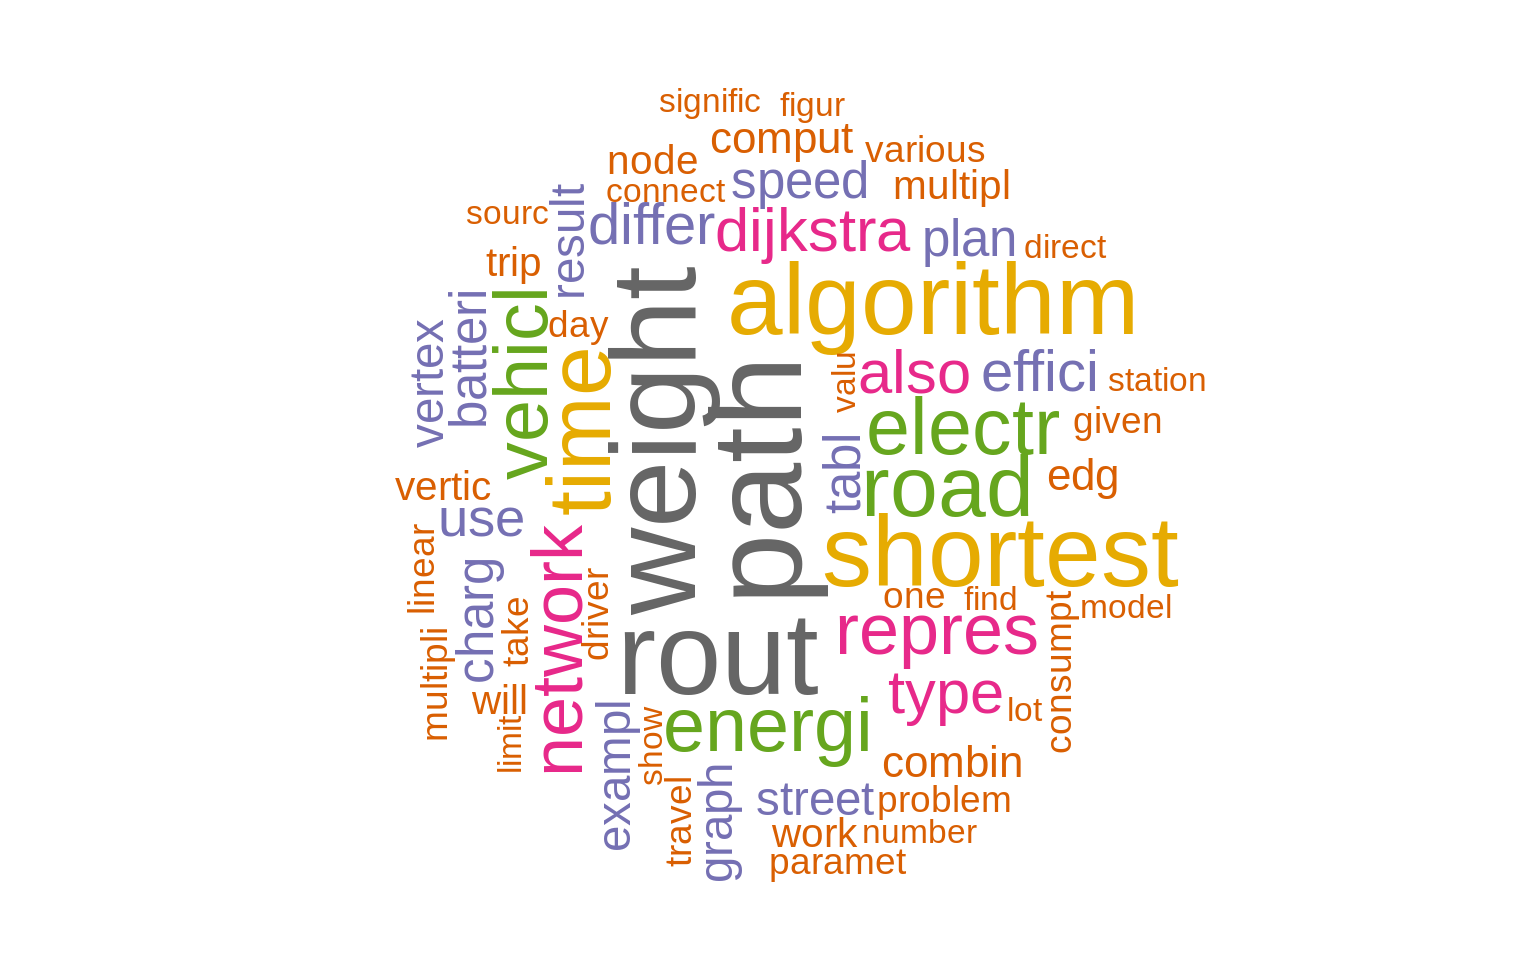 signific
figur
comput
various
node
connect
speed
multipl
sourc
result
differ
dijkstra
plan
direct
trip
algorithm
weight
vehicl
batteri
vertex
day
time
path
valu
also
effici
station
electr
given
tabl
road
edg
vertic
use
shortest
linear
charg
take
network
driver
one
find
model
rout
repres
consumpt
multipli
will
limit
type
lot
energi
exampl
show
travel
graph
combin
street
problem
work
number
paramet